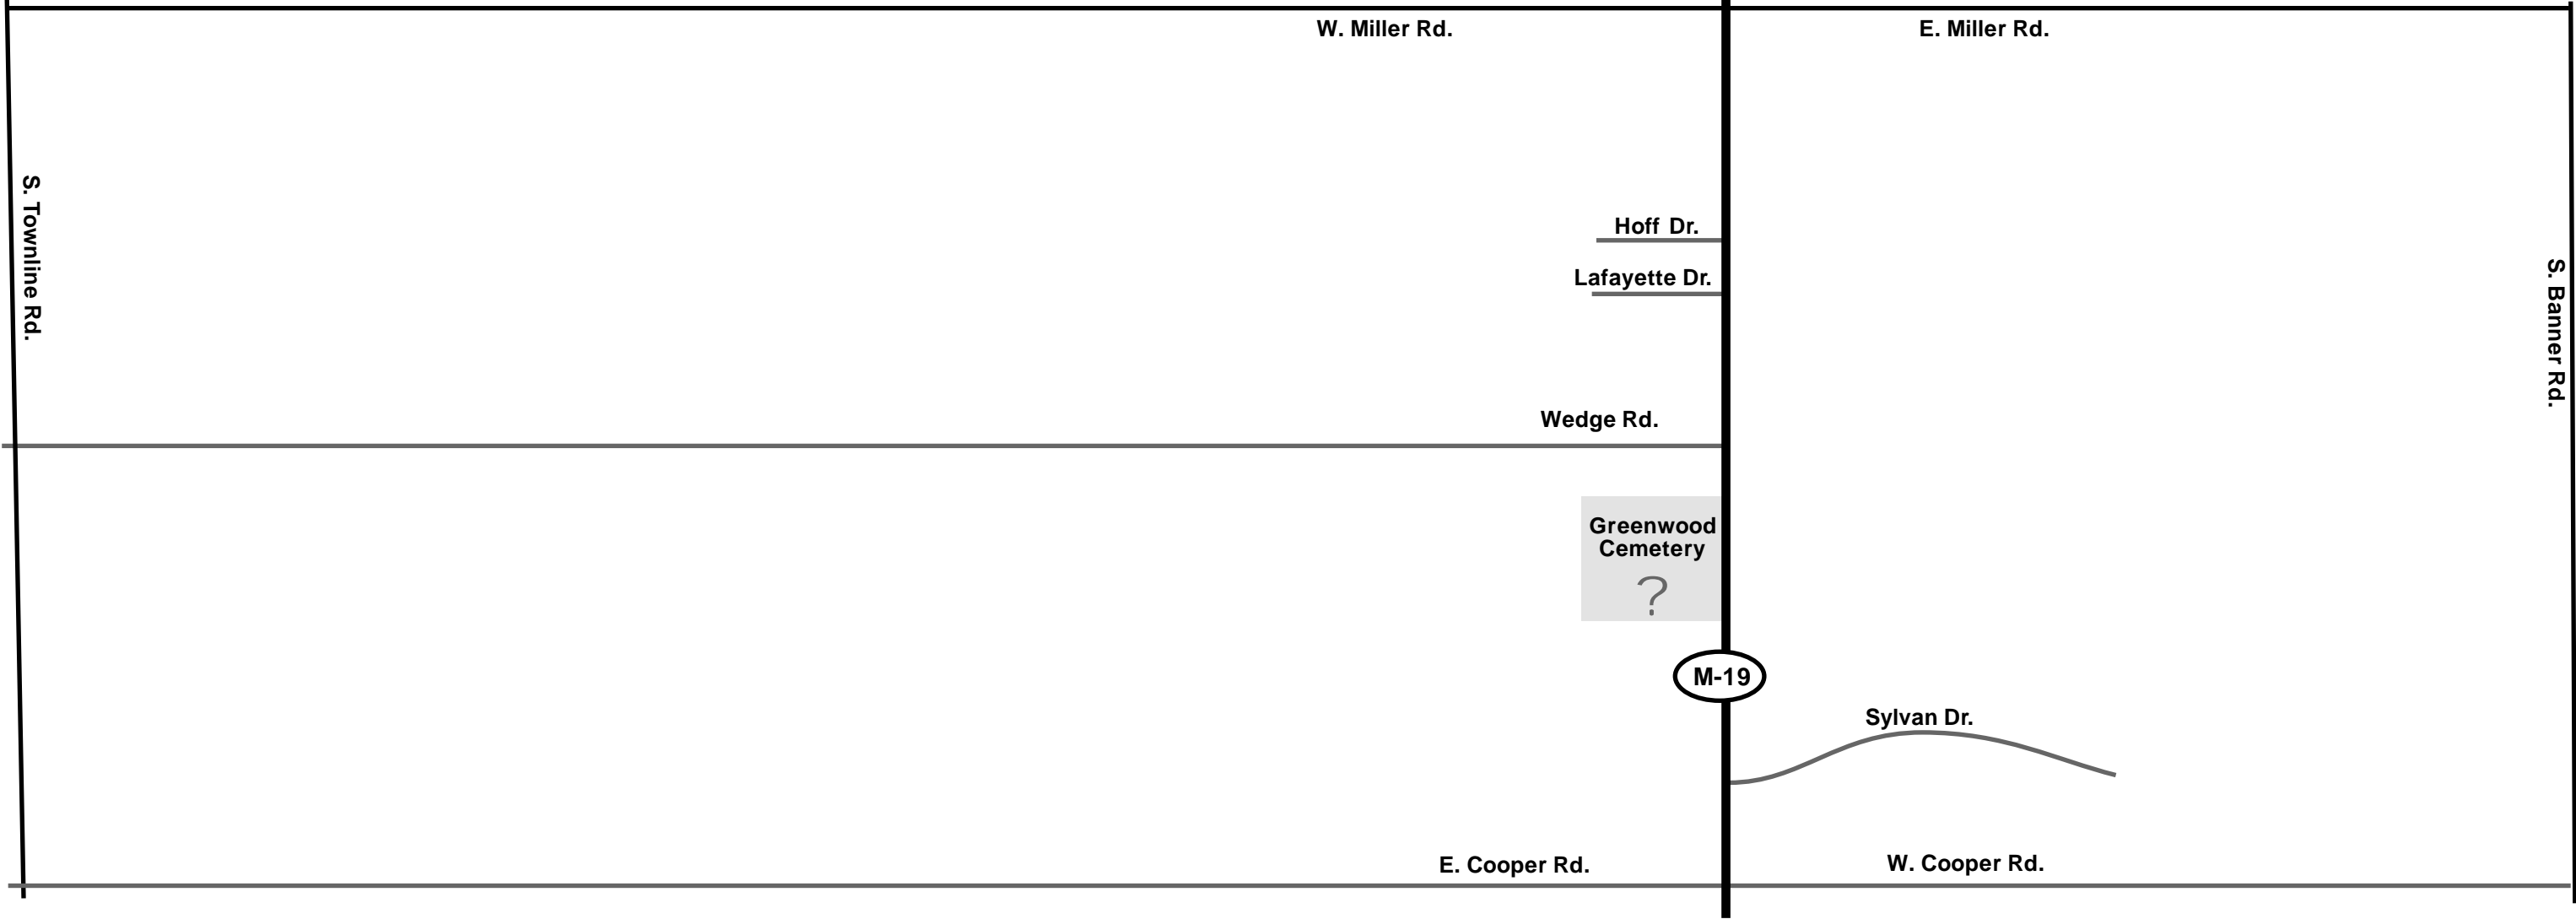 W. Miller Rd.
E. Miller Rd.
S. Townline Rd.
Hoff Dr.
Lafayette Dr.
S. Banner Rd.
Wedge Rd.
Greenwood
Cemetery
?
M-19
Sylvan Dr.
E. Cooper Rd.
W. Cooper Rd.